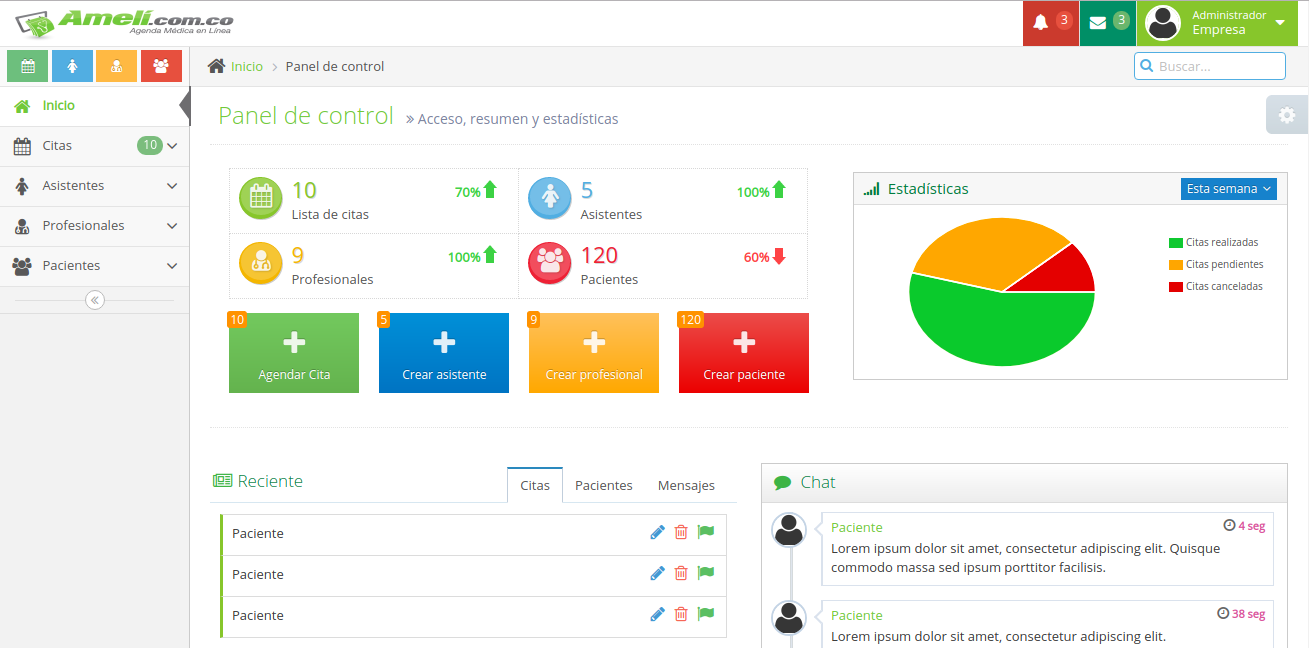 Amelí.com.co
Agenda Médica en Línea
3
3
Administrador
Empresa
Inicio
Panel de control
Buscar...
Inicio
Citas
10
Asistentes
Profesionales
Pacientes
Panel de control
» Acceso, resumen y estadísticas
10
Lista de citas
70%
5
Asistentes
100%
9
Profesionales
100%
120
Pacientes
60%
10
Agendar Cita
5
Crear asistente
9
Crear profesional
120
Crear paciente
Estadísticas
Esta semana
Citas realizadas
Citas pendientes
Citas canceladas
Reciente
Citas
Pacientes
Mensajes
Paciente
Paciente
Paciente
Chat
Paciente
4 seg
Lorem ipsum dolor sit amet, consectetur adipiscing elit. Quisque
commodo massa sed ipsum porttitor facilisis.
Paciente
38 seg
Lorem ipsum dolor sit amet, consectetur adipiscing elit.